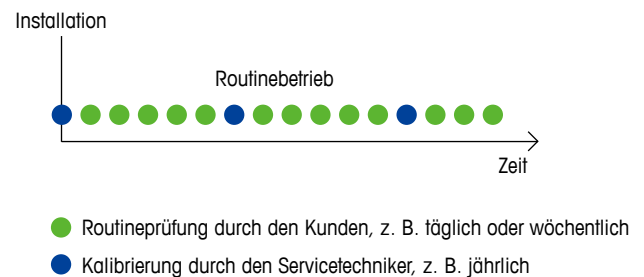 Installation
Routinebetrieb
Zeit
Routineprüfung durch den Kunden, z. B. täglich oder wöchentlich
Kalibrierung durch den Servicetechniker, z. B. jährlich